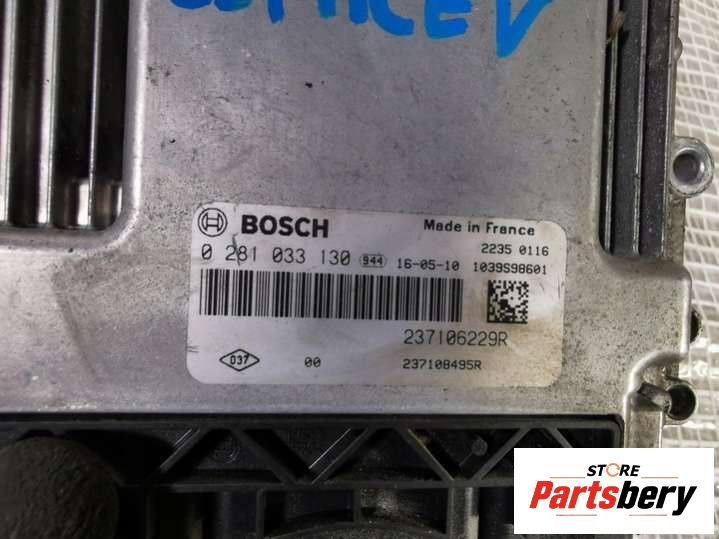 BOSCH Made in France
2235 0116
0 281 033 130 944 16-05-10 1039S98601
237106229R
D37 00 237108495R
STORE
Partsbery